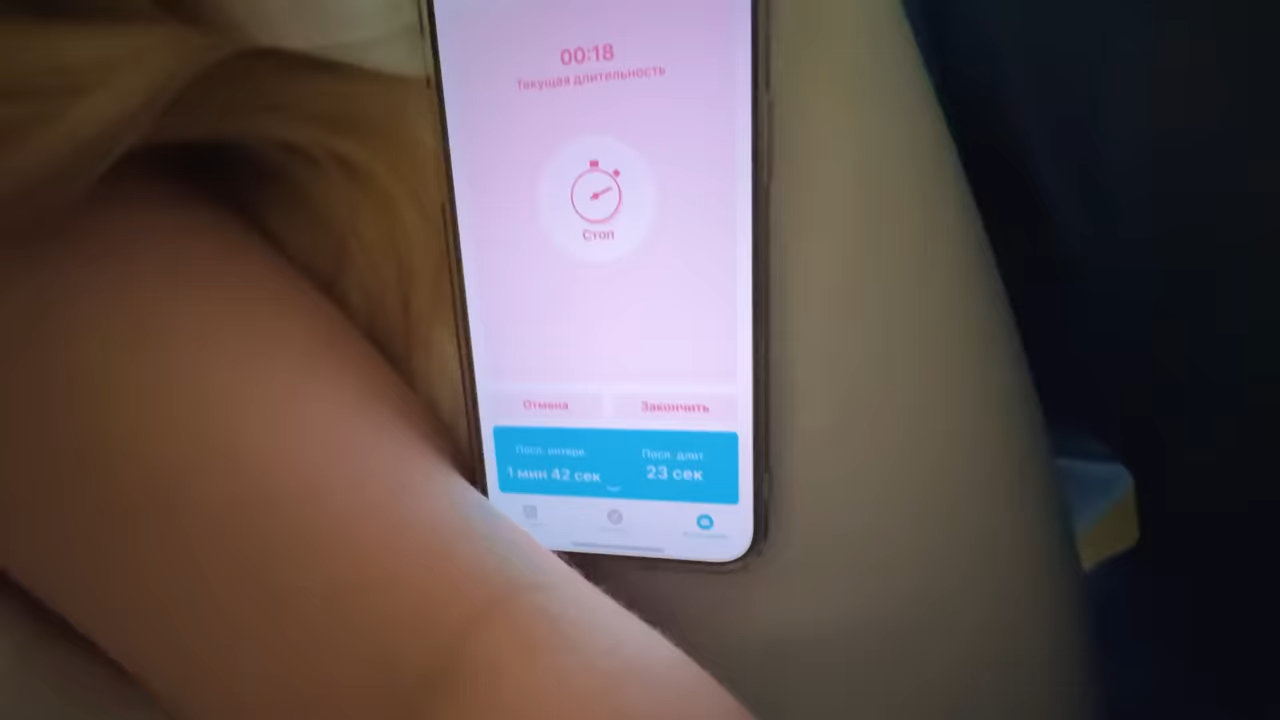 00:18
Текущая длительность
Стоп
Отмена Закончить
Посл. интерв. Посл. длит
1 мин 42 сек 23 сек